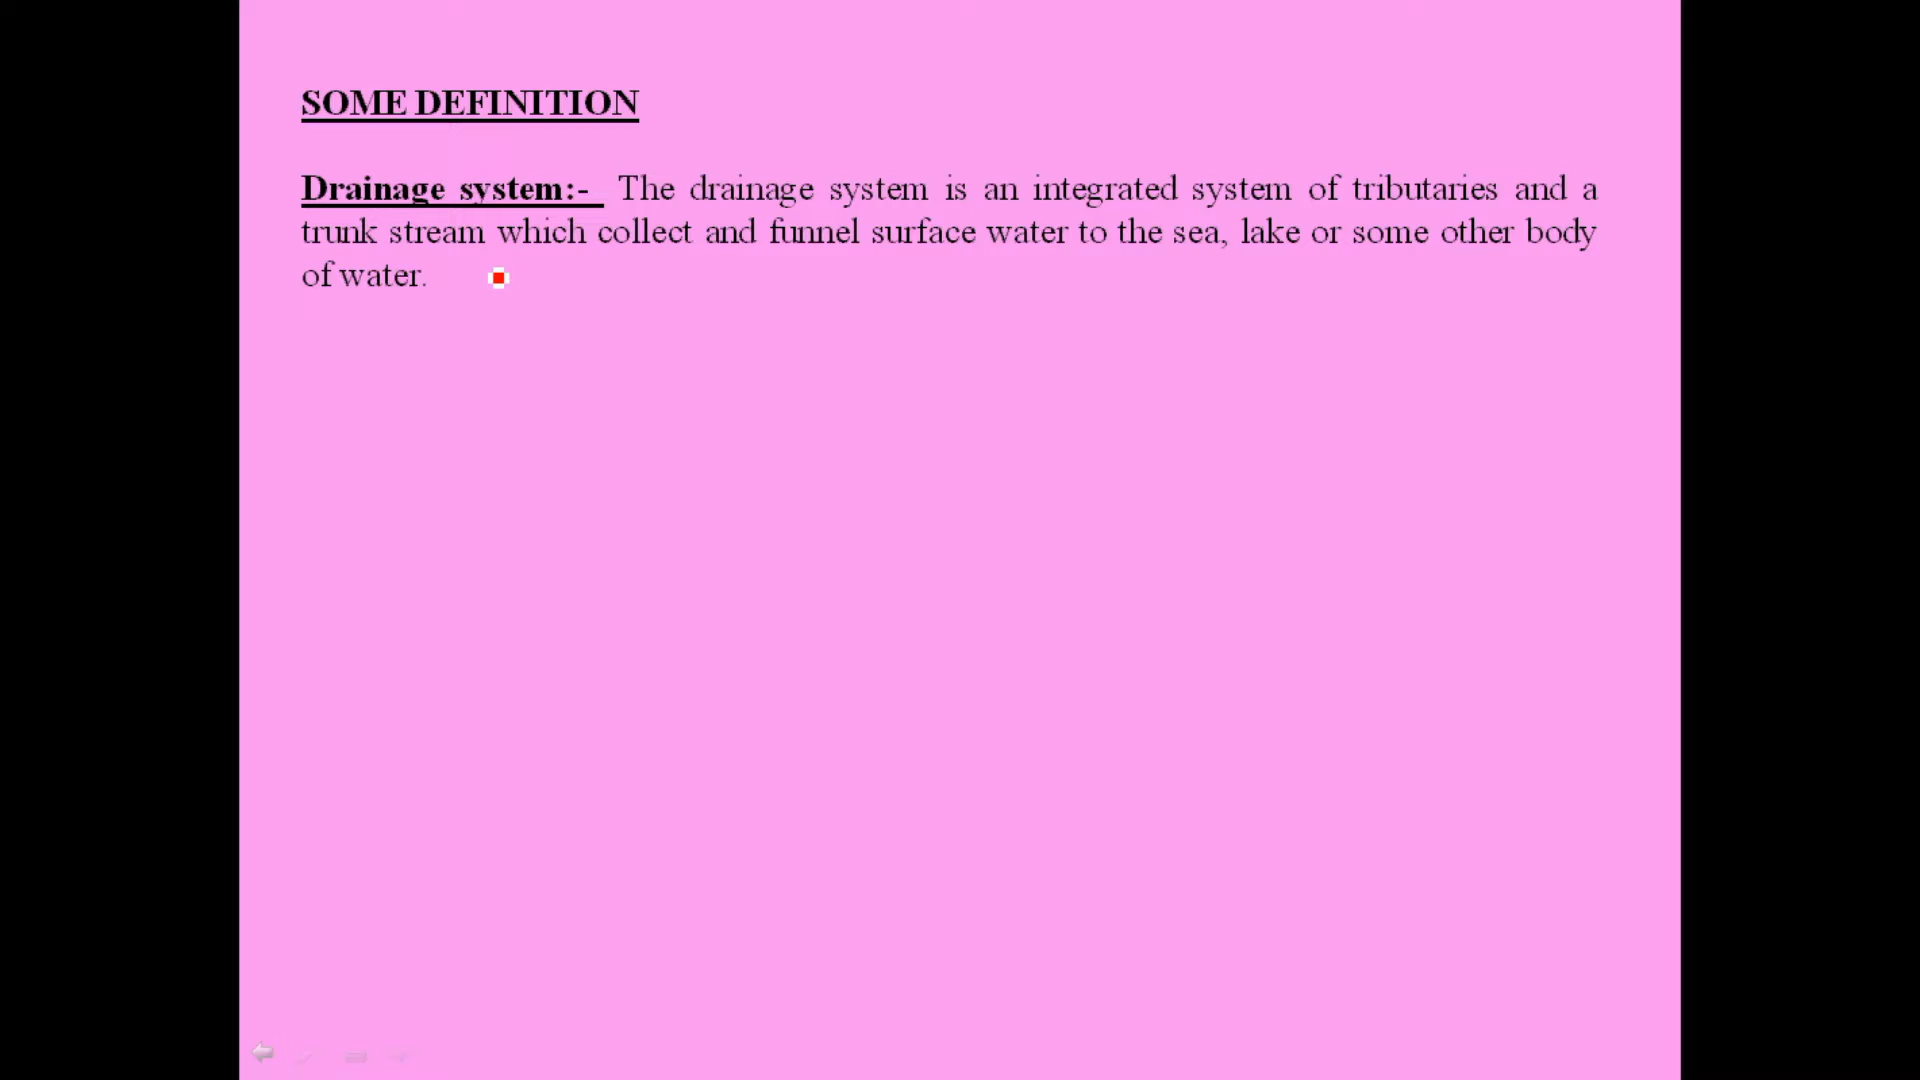 SOME DEFINITION
Drainage system:- The drainage system is an integrated system of tributaries and a
trunk stream which collect and funnel surface water to the sea, lake or some other body
of water.